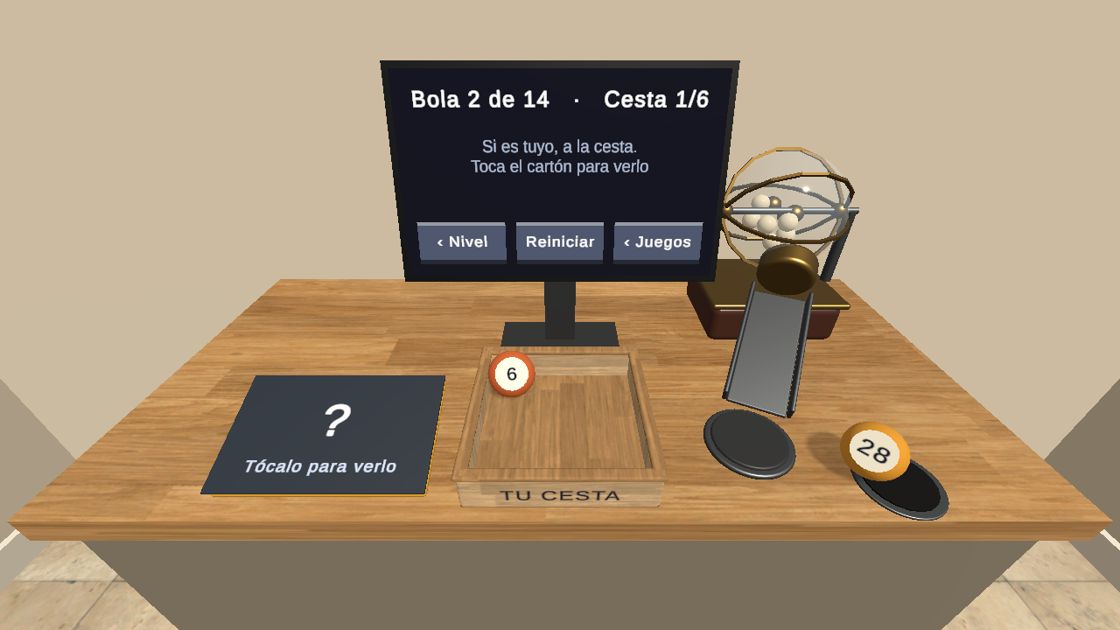 Bola 2 de 14 · Cesta 1/6
Si es tuyo, a la cesta.
Toca el cartón para verlo
‹ Nivel
Reiniciar
‹ Juegos
6
?
Tócalo para verlo
28
TU CESTA